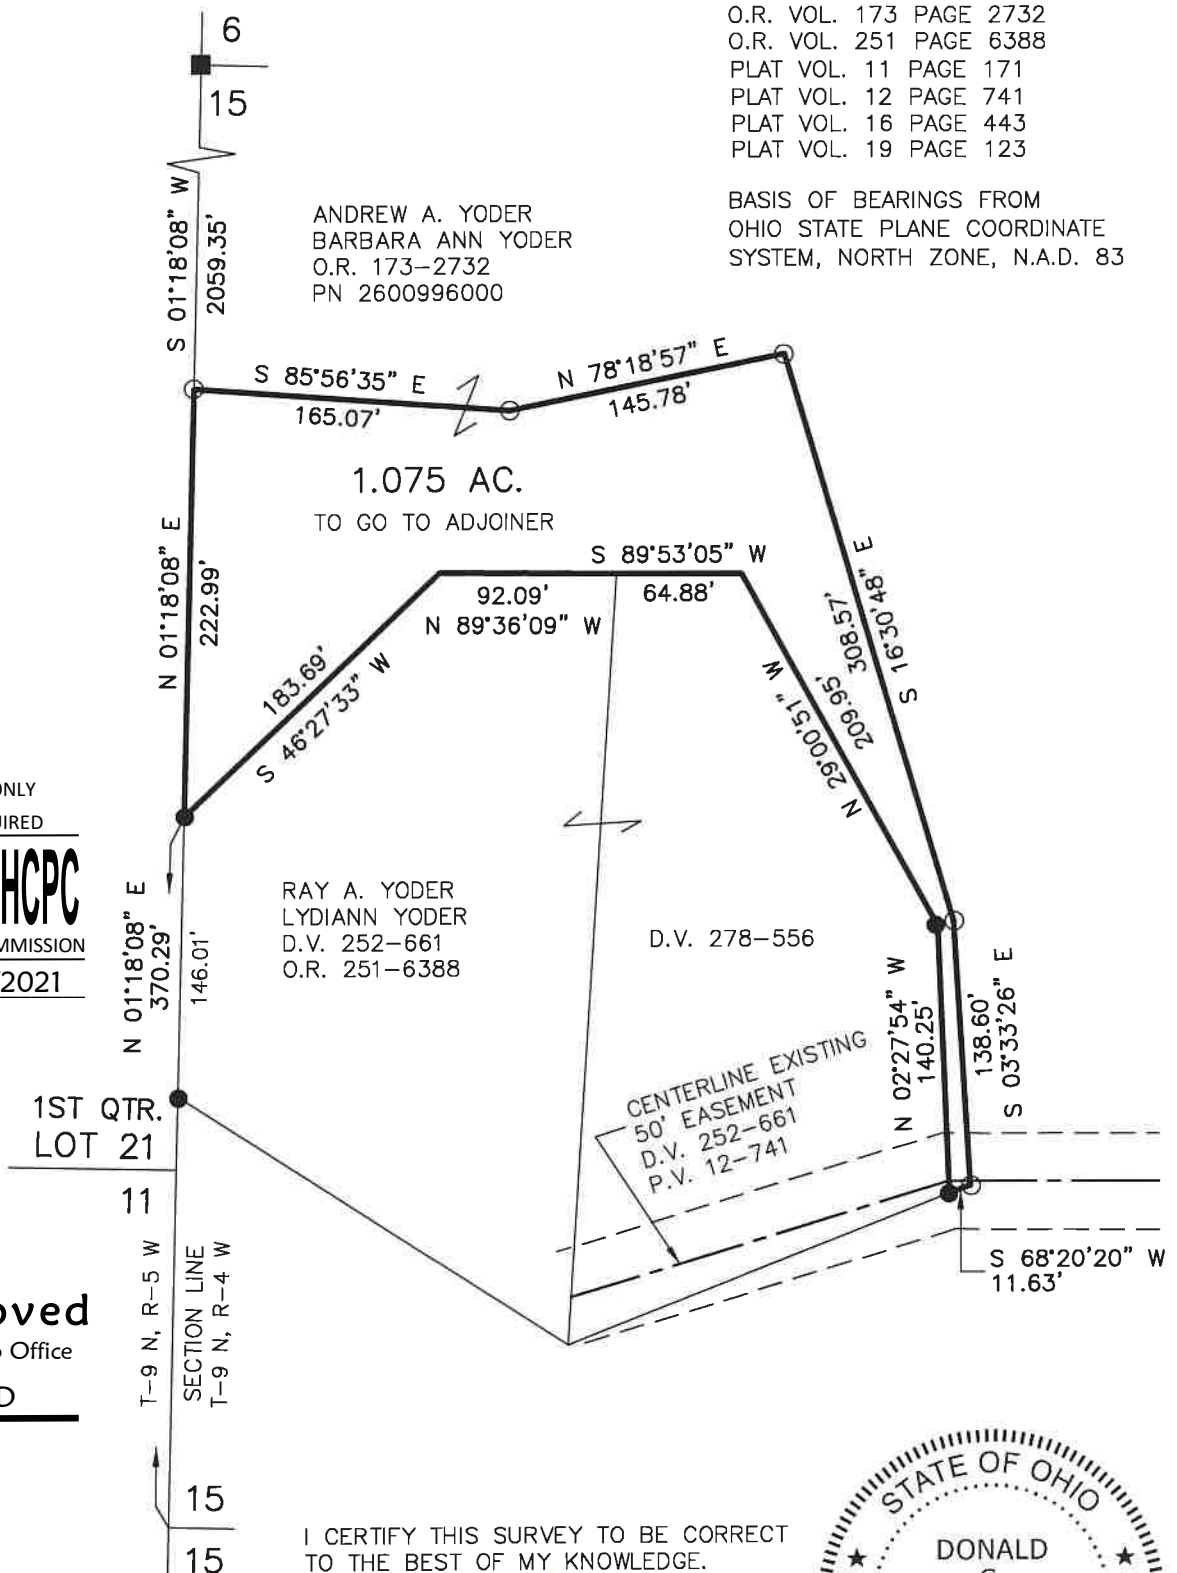 O.R. VOL. 173 PAGE 2732
O.R. VOL. 251 PAGE 6388
PLAT VOL. 11 PAGE 171
PLAT VOL. 12 PAGE 741
PLAT VOL. 16 PAGE 443
PLAT VOL. 19 PAGE 123
BASIS OF BEARINGS FROM
OHIO STATE PLANE COORDINATE
SYSTEM, NORTH ZONE, N.A.D. 83
6
15
S 01°18'08" W
2059.35'
ANDREW A. YODER
BARBARA ANN YODER
O.R. 173-2732
PN 2600996000
S 85°56'35" E
165.07'
N 78°18'57" E
145.78'
1.075 AC.
TO GO TO ADJOINER
N 01°18'08" E
222.99'
S 89°53'05" W
92.09'
64.88'
N 89°36'09" W
183.69'
S 46°27'33" W
S 16°30'48" E
308.57'
209.95'
N 29°00'51" W
HCPC
2021
N 01°18'08" E
370.29'
146.01'
RAY A. YODER
LYDIANN YODER
D.V. 252-661
O.R. 251-6388
D.V. 278-556
N 02°27'54" W
140.25'
138.60'
S 03°33'26" E
CENTERLINE EXISTING
50' EASEMENT
D.V. 252-661
P.V. 12-741
1ST QTR.
LOT 21
11
S 68°20'20" W
11.63'
T-9 N, R-5 W
SECTION LINE
T-9 N, R-4 W
Office
15
15
I CERTIFY THIS SURVEY TO BE CORRECT
TO THE BEST OF MY KNOWLEDGE.
STATE OF OHIO
DONALD